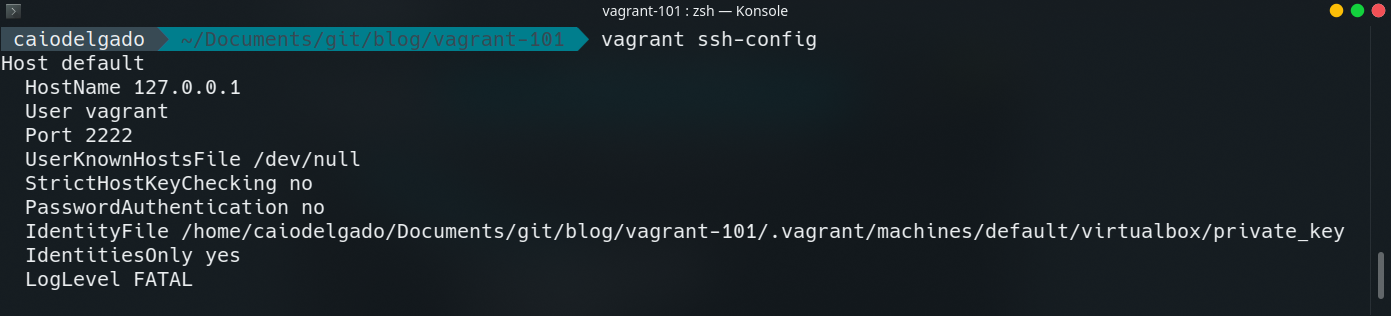 vagrant-101 : zsh — Konsole
caiodelgado ~/Documents/git/blog/vagrant-101 vagrant ssh-config
Host default
  HostName 127.0.0.1
  User vagrant
  Port 2222
  UserKnownHostsFile /dev/null
  StrictHostKeyChecking no
  PasswordAuthentication no
  IdentityFile /home/caiodelgado/Documents/git/blog/vagrant-101/.vagrant/machines/default/virtualbox/private_key
  IdentitiesOnly yes
  LogLevel FATAL